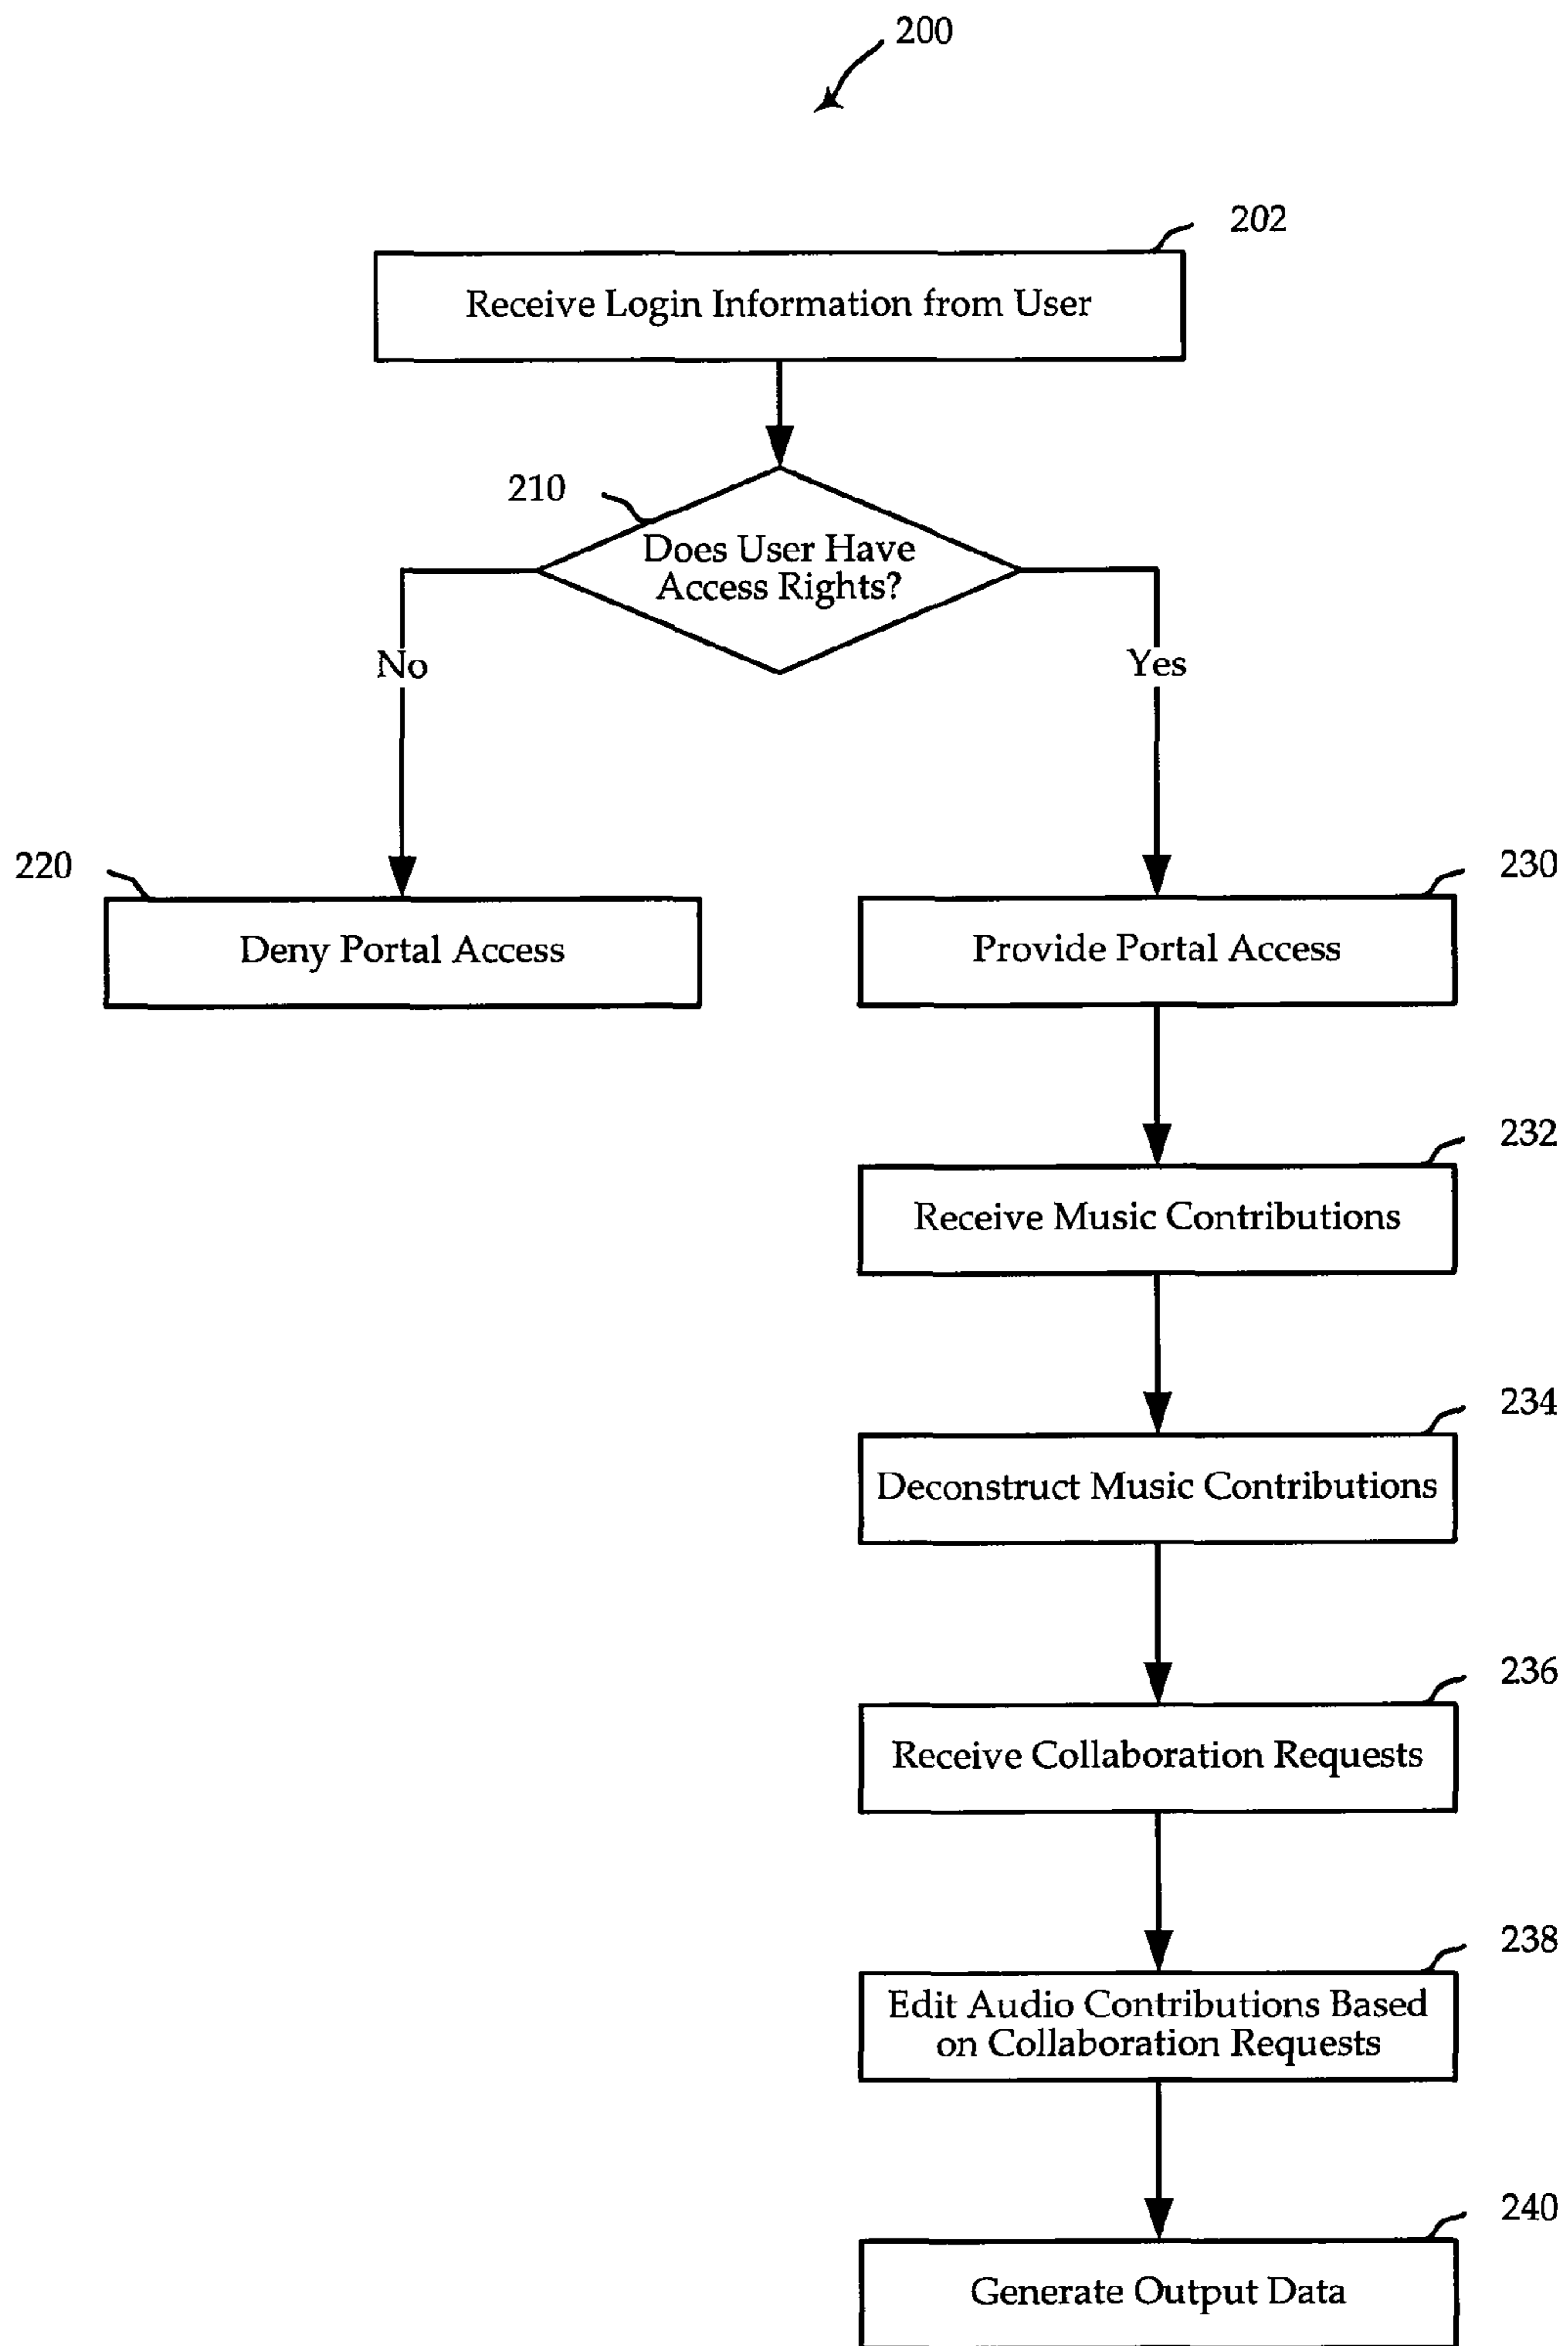 200
202
Receive Login Information from User
210
Does User Have
Access Rights?
No
Yes
220
Deny Portal Access
230
Provide Portal Access
232
Receive Music Contributions
234
Deconstruct Music Contributions
236
Receive Collaboration Requests
238
Edit Audio Contributions Based
on Collaboration Requests
240
Generate Output Data